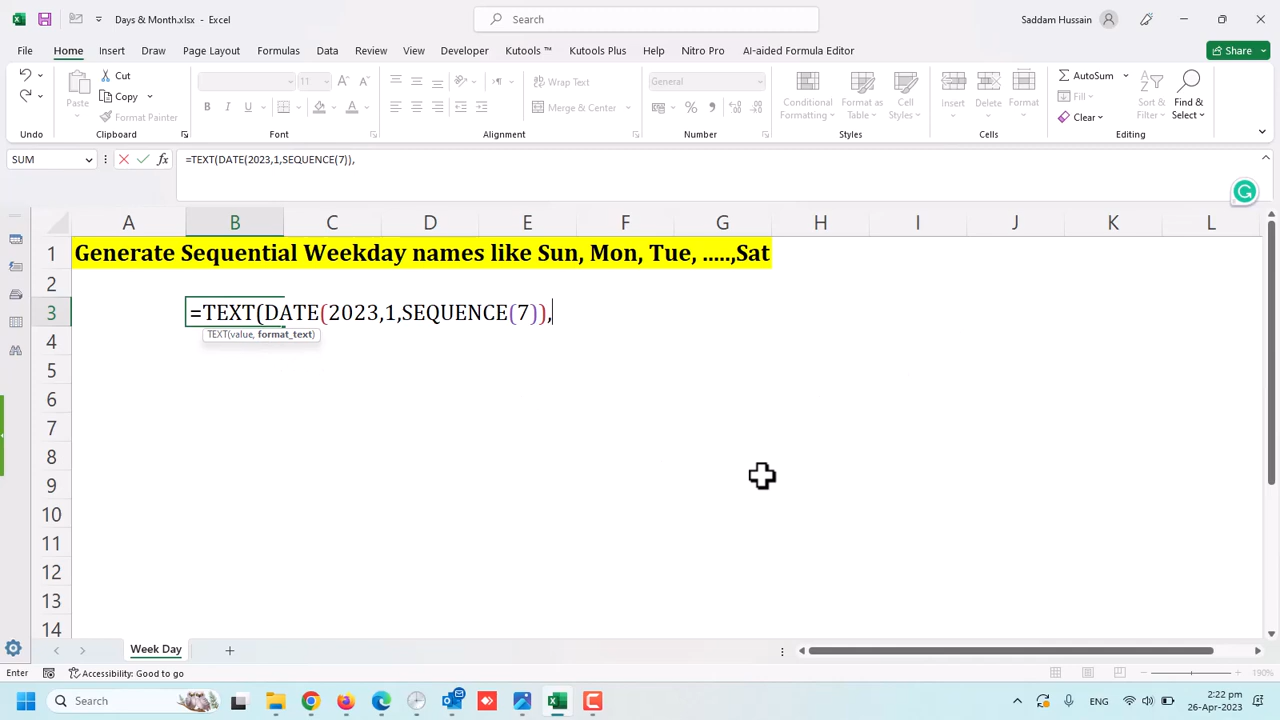 Days & Month.xlsx - Excel
Search
Saddam Hussain
File Home Insert Draw Page Layout Formulas Data Review View Developer Kutools ™ Kutools Plus Help Nitro Pro AI-aided Formula Editor
Share
Undo
Paste
Cut
Copy
Format Painter
Clipboard
11
Font
Wrap Text
Merge & Center
Alignment
General
Number
Conditional Formatting
Format as Table
Cell Styles
Styles
Insert
Delete
Format
Cells
AutoSum
Fill
Clear
Sort & Filter
Find & Select
Editing
SUM
=TEXT(DATE(2023,1,SEQUENCE(7)),
A B C D E F G H I J K L
1 Generate Sequential Weekday names like Sun, Mon, Tue, .....,Sat
2
3 =TEXT(DATE(2023,1,SEQUENCE(7)),
TEXT(value, format_text)
4
5
6
7
8
9
10
11
12
13
14
Week Day
Enter
Accessibility: Good to go
190%
Search
ENG
2:22 pm
26-Apr-2023